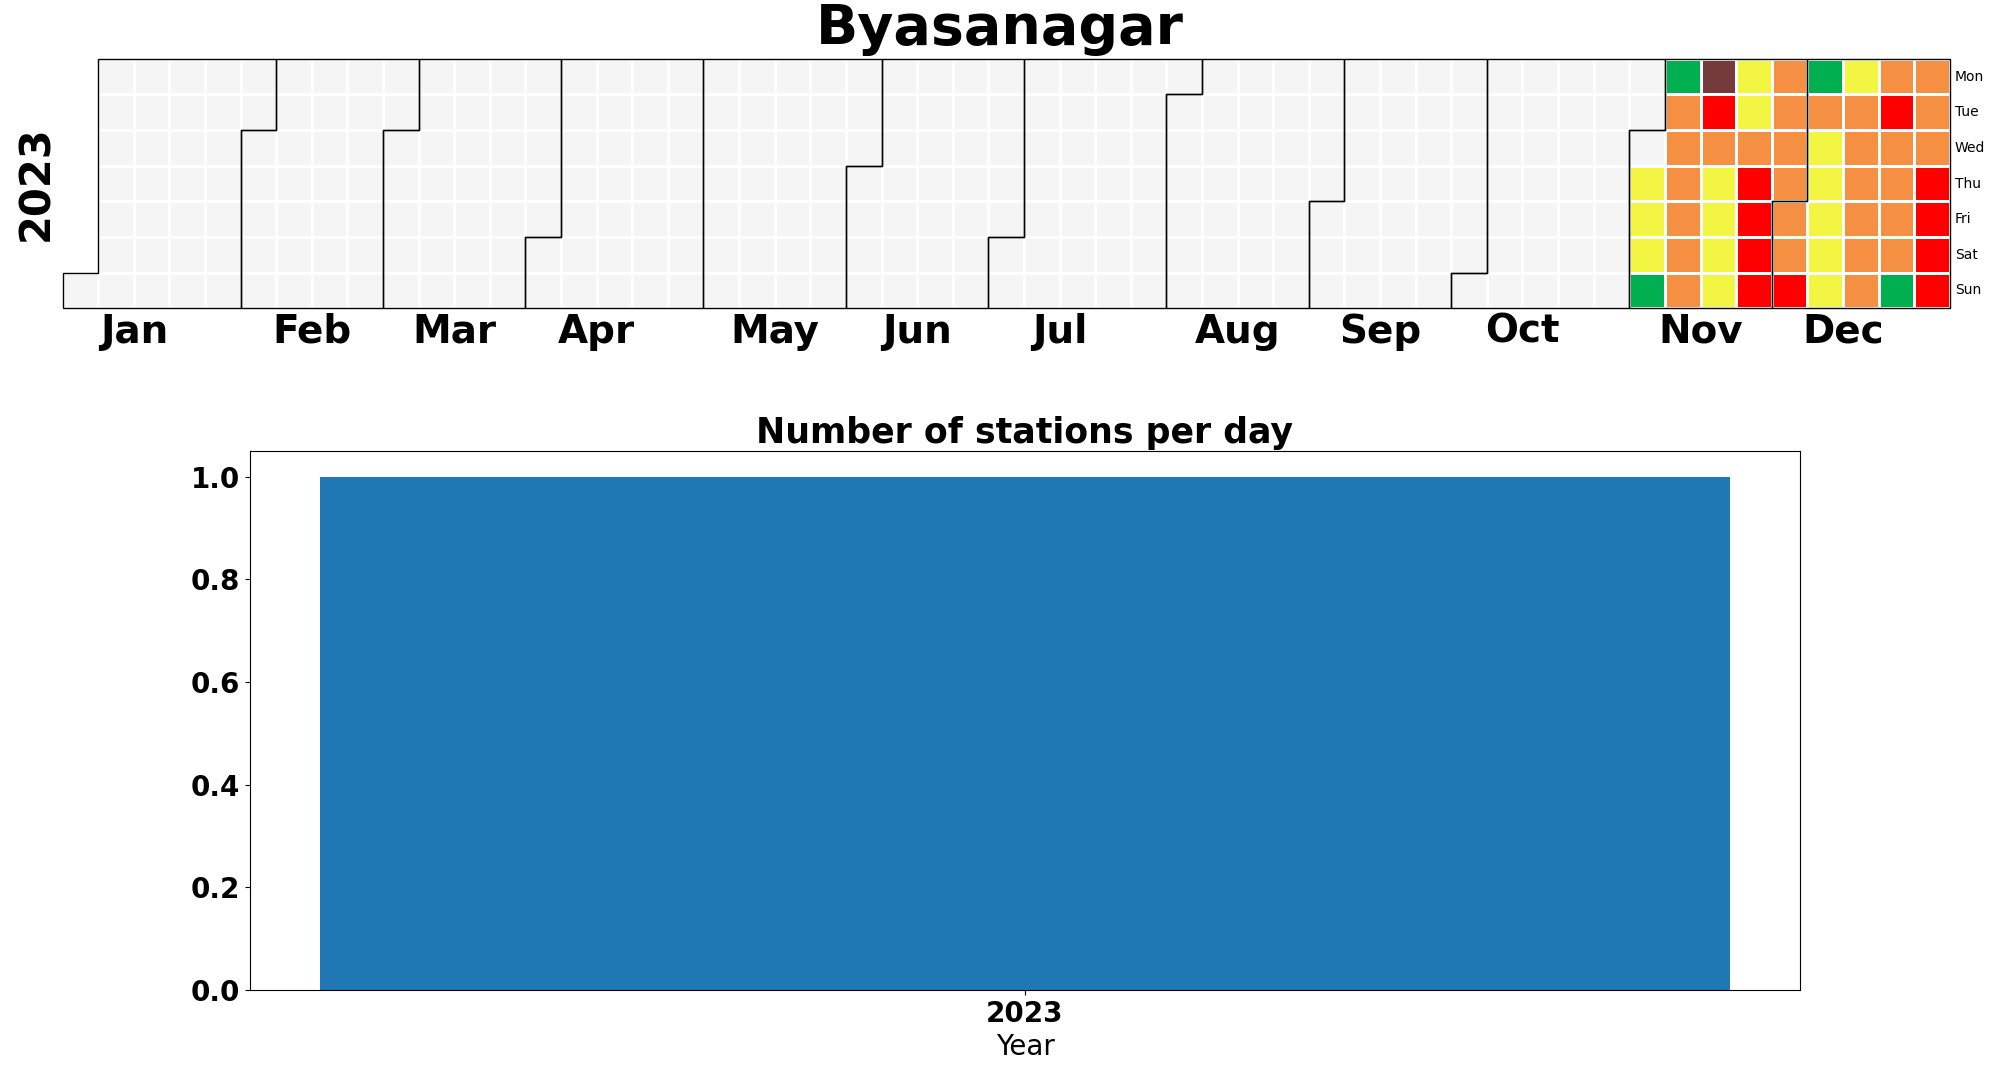 Byasanagar
2023
Mon
Tue
Wed
Thu
Fri
Sat
Sun
Jan Feb Mar Apr May Jun Jul Aug Sep Oct Nov Dec
Number of stations per day
1.0
0.8
0.6
0.4
0.2
0.0
2023
Year